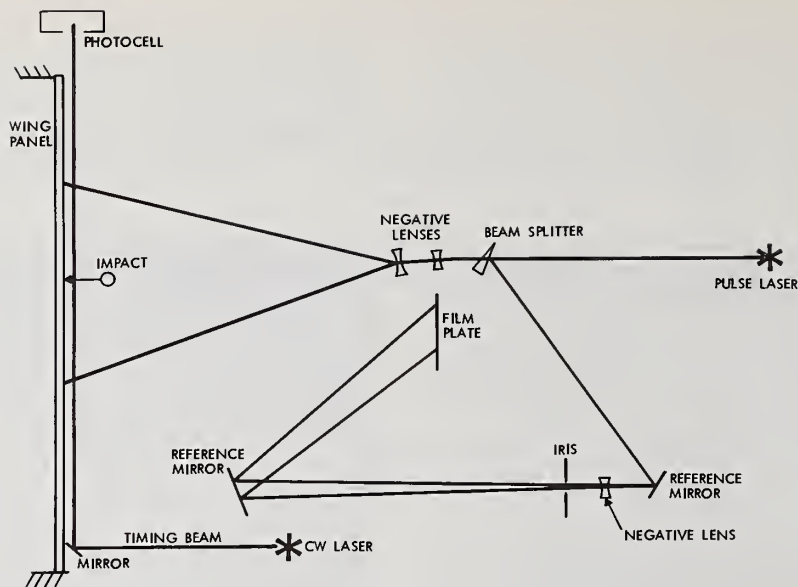 PHOTOCELL
WING
PANEL
NEGATIVE
LENSES
BEAM SPLITTER
IMPACT
PULSE LASER
FILM
PLATE
REFERENCE
MIRROR
IRIS
REFERENCE
MIRROR
NEGATIVE LENS
TIMING BEAM
CW LASER
MIRROR